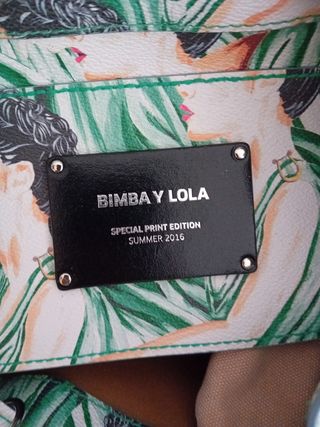 BIMBA Y LOLA
SPECIAL PRINT EDITION
SUMMER 2016